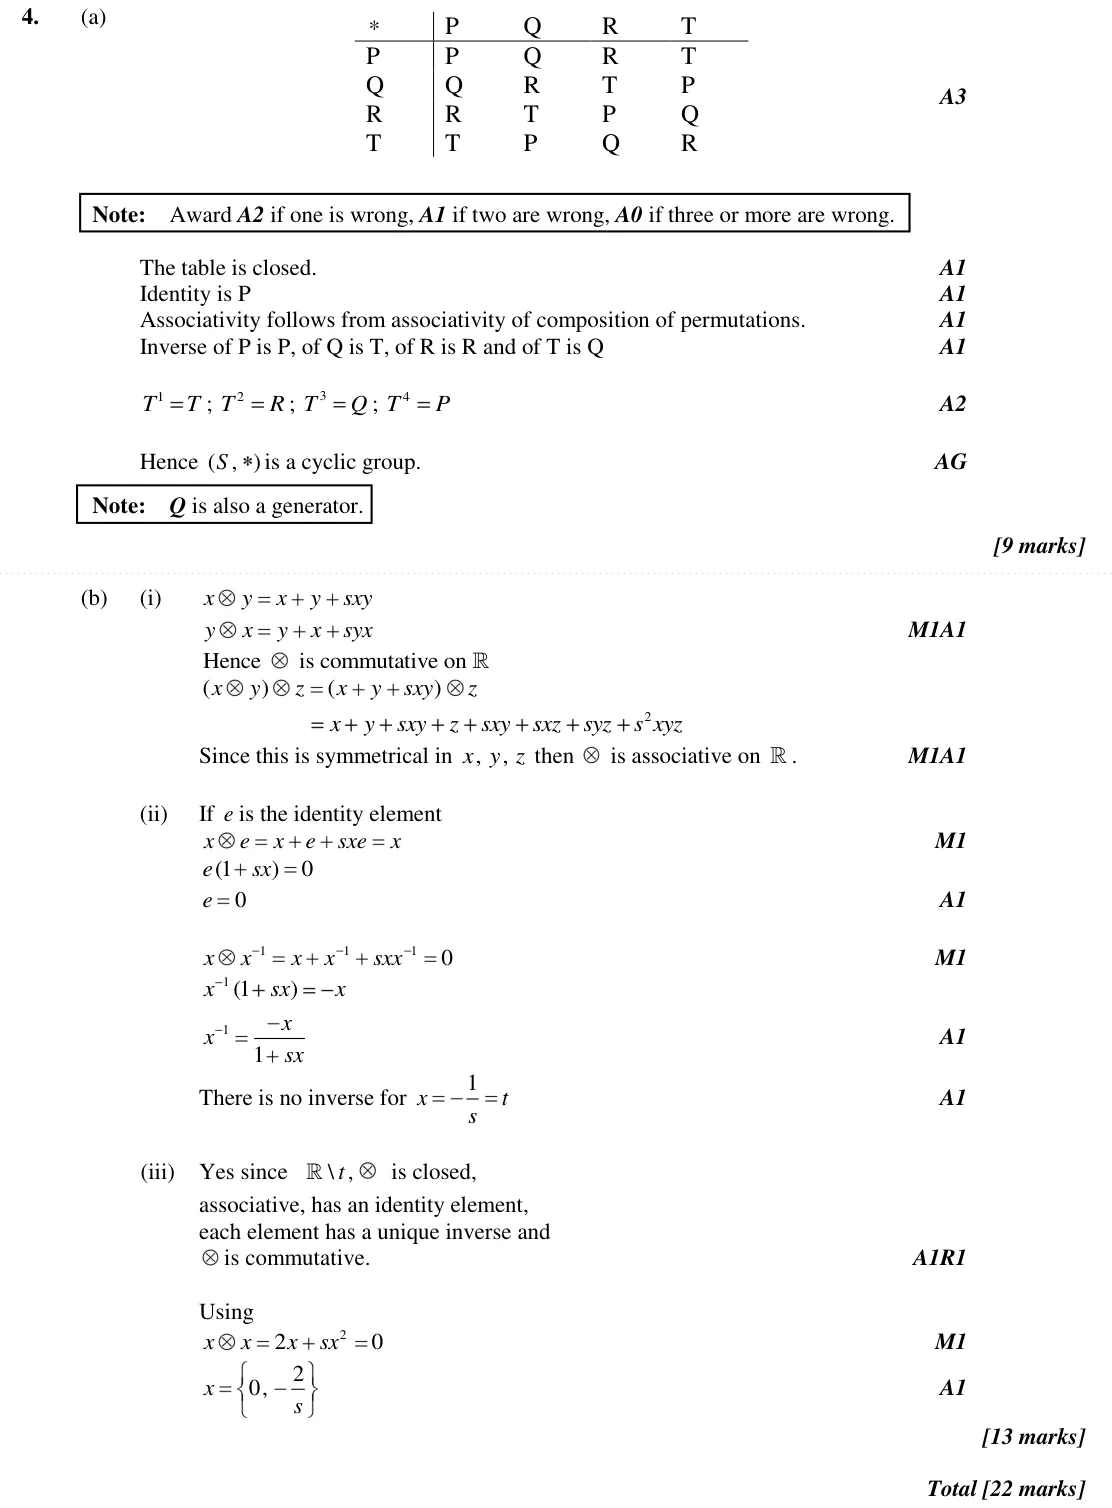 4. (a) * P Q R T
P P Q R T
Q Q R T P
A3
R R T P Q
T T P Q R
Note: Award A2 if one is wrong, A1 if two are wrong, A0 if three or more are wrong.
The table is closed. A1
Identity is P A1
Associativity follows from associativity of composition of permutations. A1
Inverse of P is P, of Q is T, of R is R and of T is Q A1
T¹ = T ; T² = R ; T³ = Q ; T⁴ = P A2
Hence (S, *) is a cyclic group. AG
Note: Q is also a generator.
[9 marks]
(b) (i) x ⊗ y = x + y + sxy
y ⊗ x = y + x + syx M1A1
Hence ⊗ is commutative on ℝ
(x ⊗ y) ⊗ z = (x + y + sxy) ⊗ z
= x + y + sxy + z + sxy + sxz + syz + s²xyz
Since this is symmetrical in x, y, z then ⊗ is associative on ℝ. M1A1
(ii) If e is the identity element
x ⊗ e = x + e + sxe = x M1
e(1 + sx) = 0
e = 0 A1
x ⊗ x⁻¹ = x + x⁻¹ + sxx⁻¹ = 0 M1
x⁻¹(1 + sx) = −x
x⁻¹ = −x / 1 + sx A1
There is no inverse for x = −1/s = t A1
(iii) Yes since ℝ \ t, ⊗ is closed,
associative, has an identity element,
each element has a unique inverse and
⊗ is commutative. A1R1
Using
x ⊗ x = 2x + sx² = 0 M1
x = {0, −2/s} A1
[13 marks]
Total [22 marks]